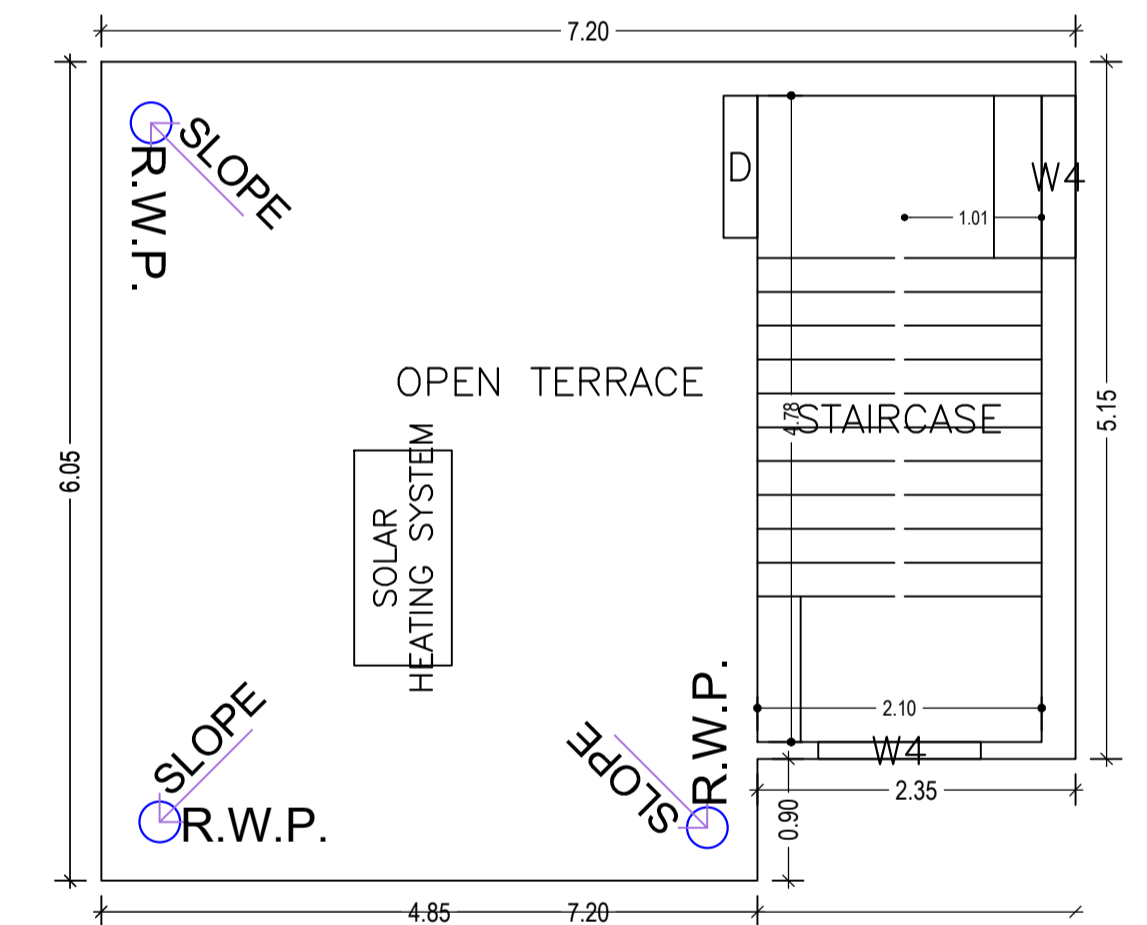 7.20
SLOPE
R.W.P.
D
W4
1.01
OPEN TERRACE
4.78
STAIRCASE
5.15
6.05
SOLAR
HEATING SYSTEM
SLOPE
R.W.P.
SLOPE
R.W.P.
2.10
W4
2.35
0.90
4.85
7.20